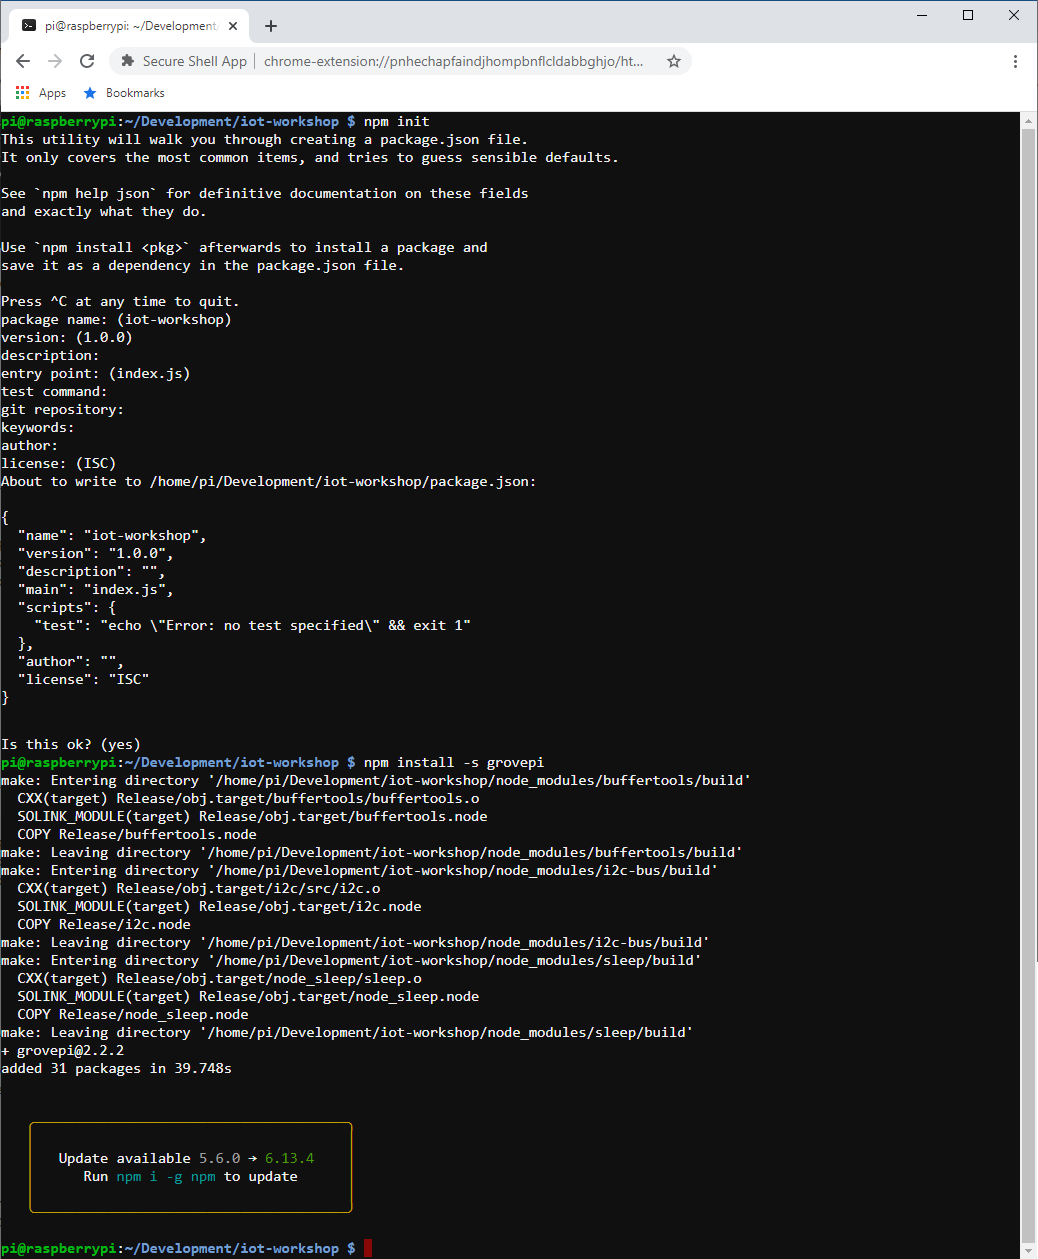 pi@raspberrypi: ~/Development/
Secure Shell App | chrome-extension://pnhechapfaindjhompbnflcldabbghjo/ht...
Apps Bookmarks
pi@raspberrypi:~/Development/iot-workshop $ npm init
This utility will walk you through creating a package.json file.
It only covers the most common items, and tries to guess sensible defaults.
See `npm help json` for definitive documentation on these fields
and exactly what they do.
Use `npm install <pkg>` afterwards to install a package and
save it as a dependency in the package.json file.
Press ^C at any time to quit.
package name: (iot-workshop)
version: (1.0.0)
description:
entry point: (index.js)
test command:
git repository:
keywords:
author:
license: (ISC)
About to write to /home/pi/Development/iot-workshop/package.json:
{
  "name": "iot-workshop",
  "version": "1.0.0",
  "description": "",
  "main": "index.js",
  "scripts": {
    "test": "echo \"Error: no test specified\" && exit 1"
  },
  "author": "",
  "license": "ISC"
}
Is this ok? (yes)
pi@raspberrypi:~/Development/iot-workshop $ npm install -s grovepi
make: Entering directory '/home/pi/Development/iot-workshop/node_modules/buffertools/build'
  CXX(target) Release/obj.target/buffertools/buffertools.o
  SOLINK_MODULE(target) Release/obj.target/buffertools.node
  COPY Release/buffertools.node
make: Leaving directory '/home/pi/Development/iot-workshop/node_modules/buffertools/build'
make: Entering directory '/home/pi/Development/iot-workshop/node_modules/i2c-bus/build'
  CXX(target) Release/obj.target/i2c/src/i2c.o
  SOLINK_MODULE(target) Release/obj.target/i2c.node
  COPY Release/i2c.node
make: Leaving directory '/home/pi/Development/iot-workshop/node_modules/i2c-bus/build'
make: Entering directory '/home/pi/Development/iot-workshop/node_modules/sleep/build'
  CXX(target) Release/obj.target/node_sleep/sleep.o
  SOLINK_MODULE(target) Release/obj.target/node_sleep.node
  COPY Release/node_sleep.node
make: Leaving directory '/home/pi/Development/iot-workshop/node_modules/sleep/build'
+ grovepi@2.2.2
added 31 packages in 39.748s
Update available 5.6.0 → 6.13.4
Run npm i -g npm to update
pi@raspberrypi:~/Development/iot-workshop $